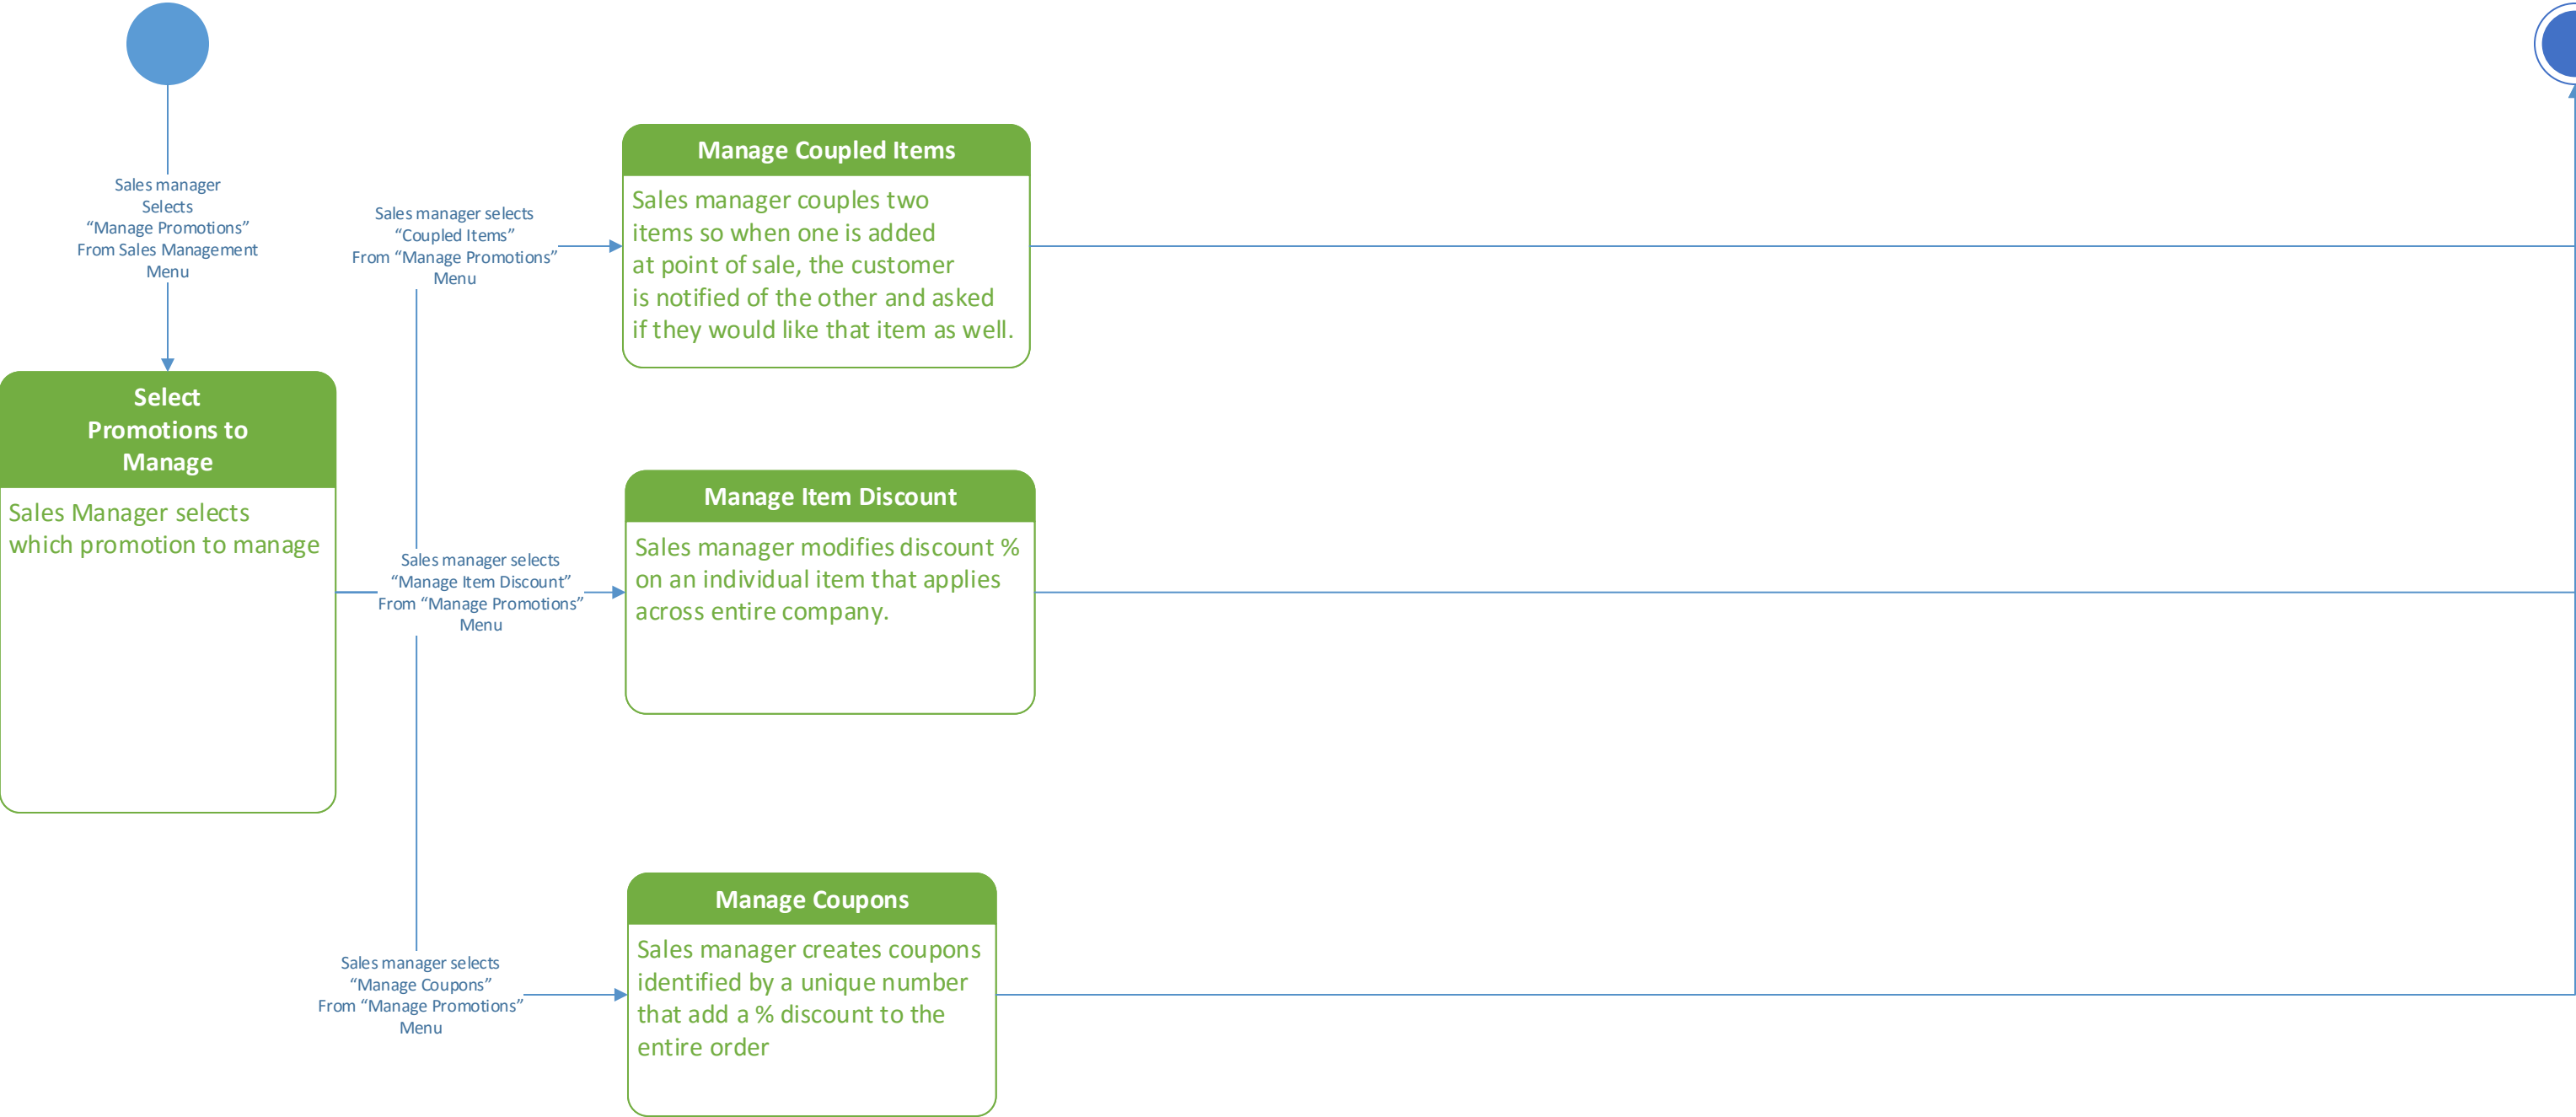 Sales manager
Selects
“Manage Promotions”
From Sales Management
Menu
Select
Promotions to
Manage
Sales Manager selects
which promotion to manage
Sales manager selects
“Coupled Items”
From “Manage Promotions”
Menu
Manage Coupled Items
Sales manager couples two
items so when one is added
at point of sale, the customer
is notified of the other and asked
if they would like that item as well.
Sales manager selects
“Manage Item Discount”
From “Manage Promotions”
Menu
Manage Item Discount
Sales manager modifies discount %
on an individual item that applies
across entire company.
Sales manager selects
“Manage Coupons”
From “Manage Promotions”
Menu
Manage Coupons
Sales manager creates coupons
identified by a unique number
that add a % discount to the
entire order